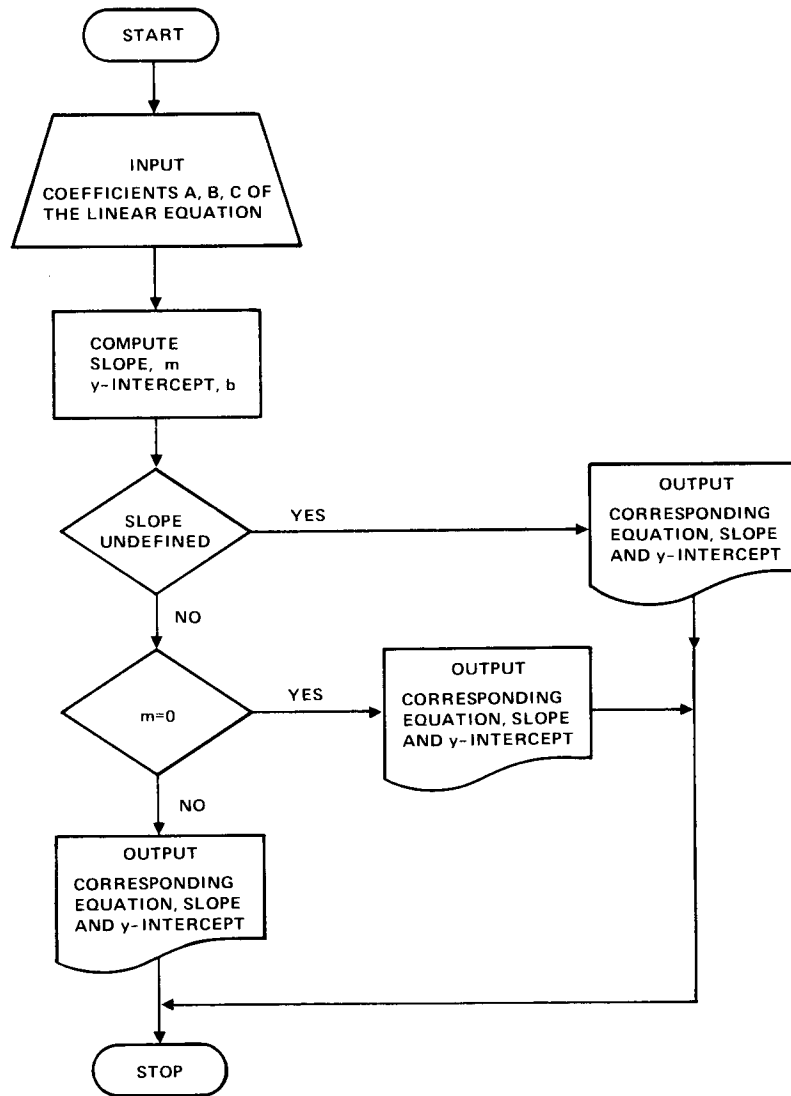 START
INPUT
COEFFICIENTS A, B, C OF
THE LINEAR EQUATION
COMPUTE
SLOPE, m
y-INTERCEPT, b
SLOPE
UNDEFINED
YES
OUTPUT
CORRESPONDING
EQUATION, SLOPE
AND y-INTERCEPT
NO
m=0
YES
OUTPUT
CORRESPONDING
EQUATION, SLOPE
AND y-INTERCEPT
NO
OUTPUT
CORRESPONDING
EQUATION, SLOPE
AND y-INTERCEPT
STOP